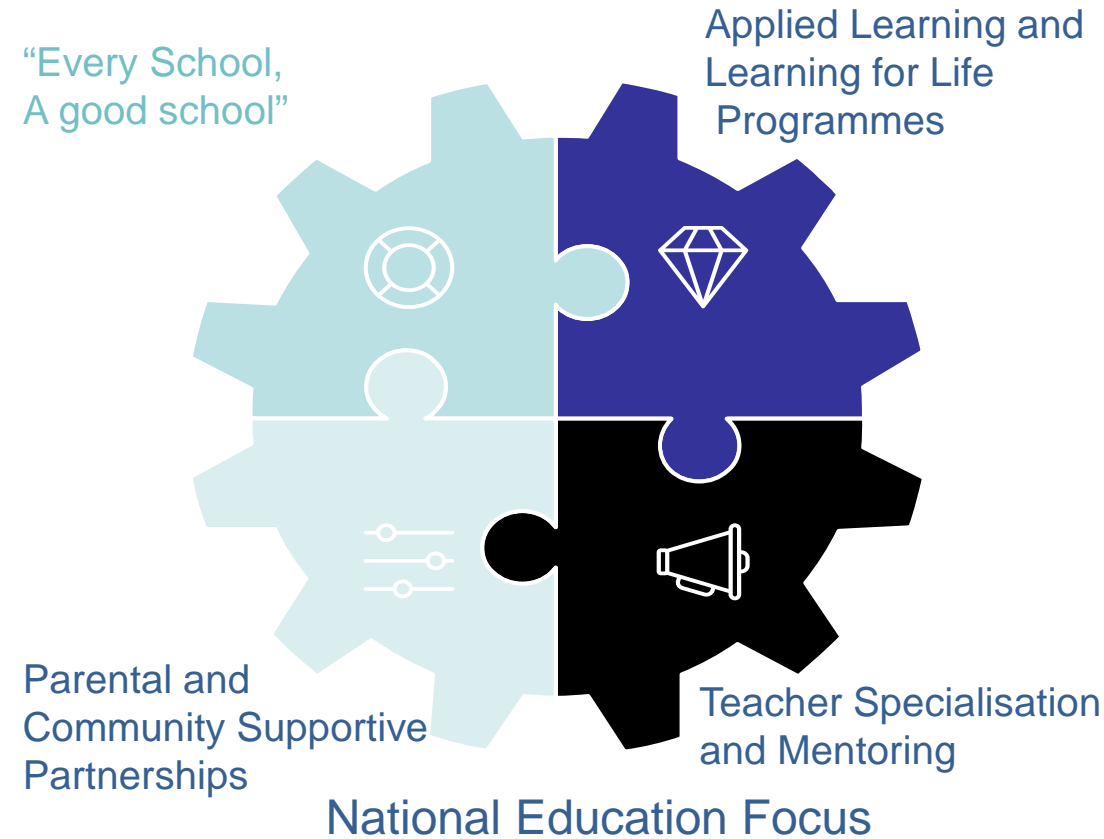 “Every School,
A good school”
Applied Learning and
Learning for Life
Programmes
Parental and
Community Supportive
Partnerships
Teacher Specialisation
and Mentoring
National Education Focus